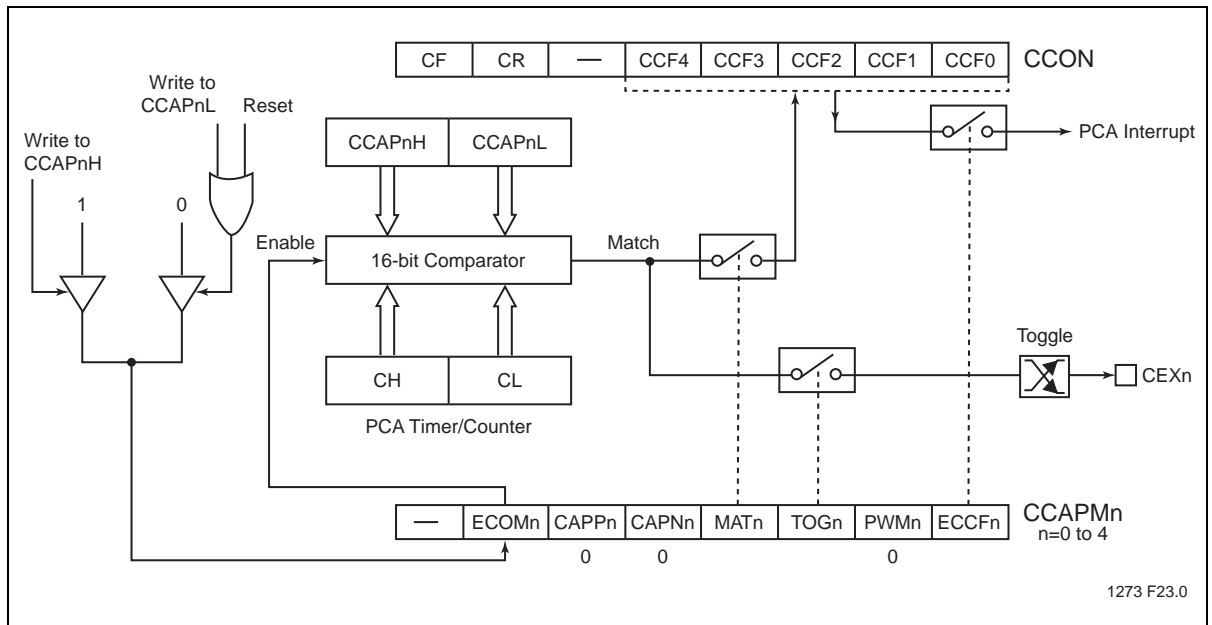 CF CR — CCF4 CCF3 CCF2 CCF1 CCF0 CCON
Write to
CCAPnL
Reset
Write to
CCAPnH
CCAPnH CCAPnL
PCA Interrupt
1
0
Enable
16-bit Comparator
Match
Toggle
CH CL
CEXn
PCA Timer/Counter
— ECOMn CAPPn CAPNn MATn TOGn PWMn ECCFn CCAPMn
n=0 to 4
0 0 0
1273 F23.0